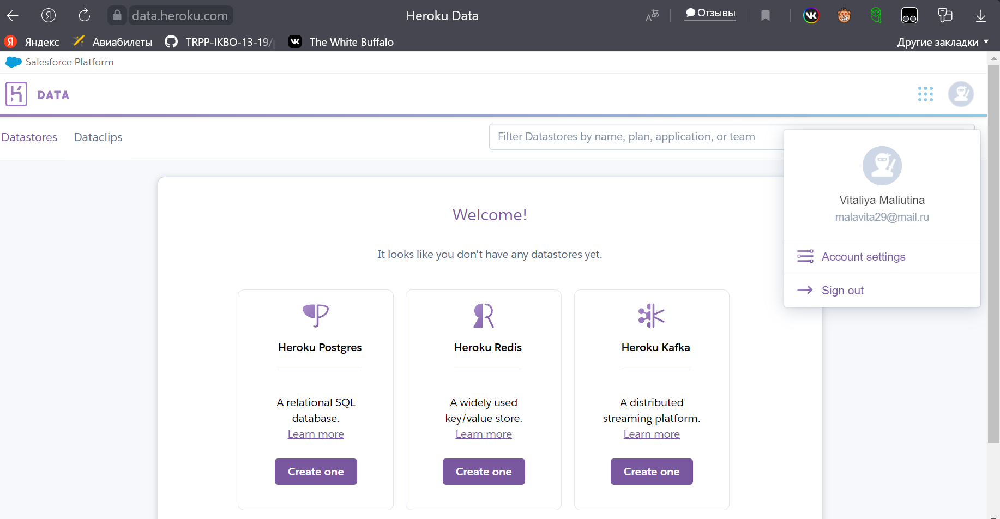 data.heroku.com
Heroku Data
Отзывы
Яндекс
Авиабилеты
TRPP-IKBO-13-19/
The White Buffalo
Другие закладки
Salesforce Platform
DATA
Datastores
Dataclips
Filter Datastores by name, plan, application, or team
Vitaliya Maliutina
malavita29@mail.ru
Account settings
Sign out
Welcome!
It looks like you don't have any datastores yet.
Heroku Postgres
A relational SQL
database.
Learn more
Create one
Heroku Redis
A widely used
key/value store.
Learn more
Create one
Heroku Kafka
A distributed
streaming platform.
Learn more
Create one